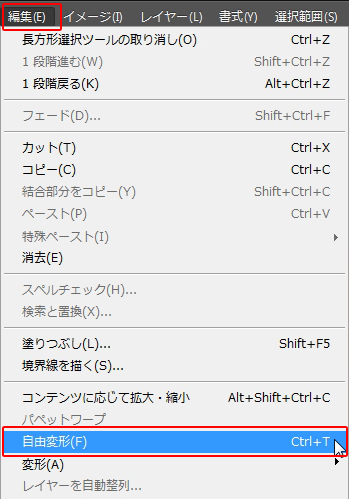 編集(E) イメージ(I) レイヤー(L) 書式(Y) 選択範囲(S)
長方形選択ツールの取り消し(O) Ctrl+Z
1 段階進む(W) Shift+Ctrl+Z
1 段階戻る(K) Alt+Ctrl+Z
フェード(D)... Shift+Ctrl+F
カット(T) Ctrl+X
コピー(C) Ctrl+C
結合部分をコピー(Y) Shift+Ctrl+C
ペースト(P) Ctrl+V
特殊ペースト(I)
消去(E)
スペルチェック(H)...
検索と置換(X)...
塗りつぶし(L)... Shift+F5
境界線を描く(S)...
コンテンツに応じて拡大・縮小 Alt+Shift+Ctrl+C
パペットワープ
自由変形(F) Ctrl+T
変形(A)
レイヤーを自動整列...